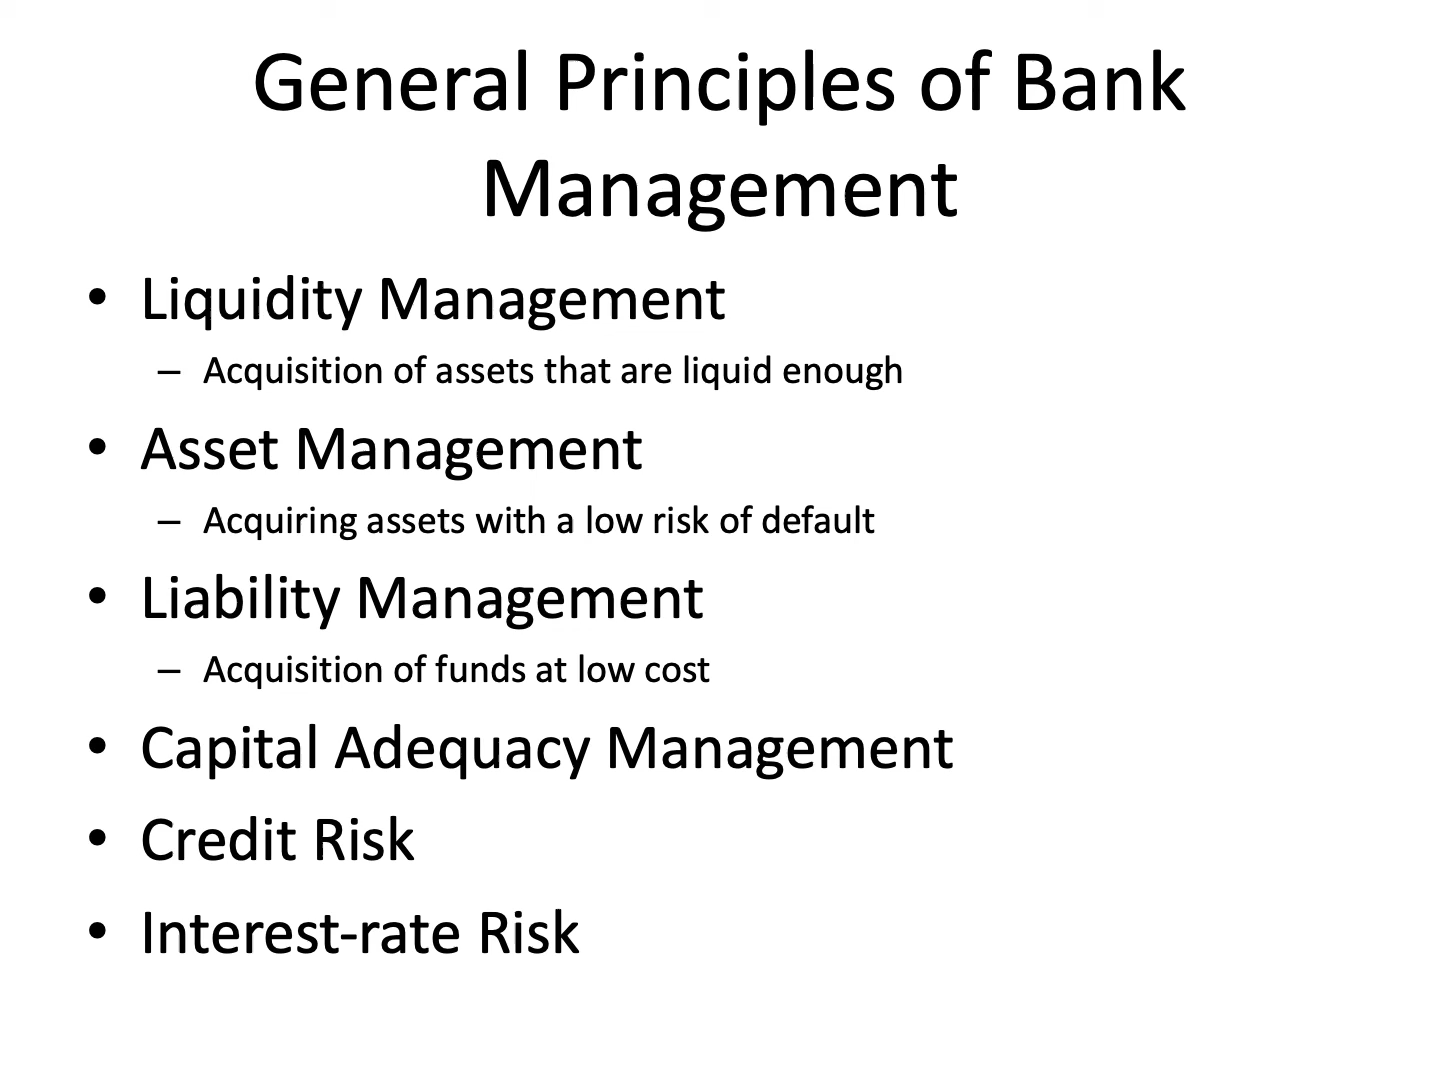 General Principles of Bank
Management
• Liquidity Management
– Acquisition of assets that are liquid enough
• Asset Management
– Acquiring assets with a low risk of default
• Liability Management
– Acquisition of funds at low cost
• Capital Adequacy Management
• Credit Risk
• Interest-rate Risk